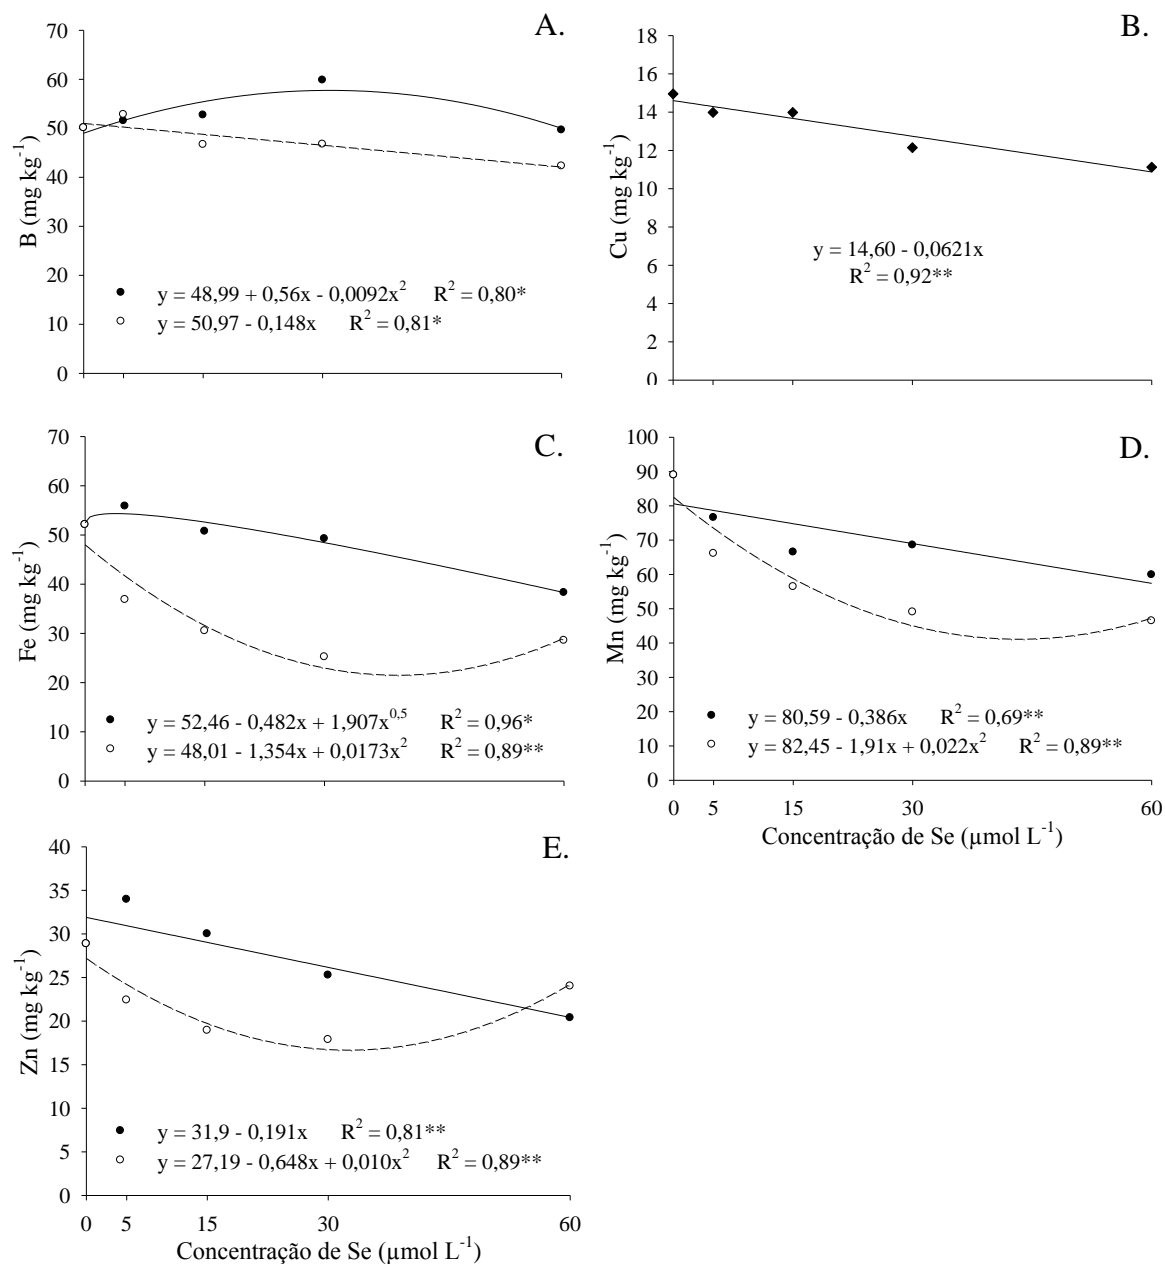 A.
70
60
50
40
30
20
10
0
B (mg kg⁻¹)
● y = 48,99 + 0,56x - 0,0092x² R² = 0,80*
○ y = 50,97 - 0,148x R² = 0,81*
B.
18
16
14
12
10
8
6
4
2
0
Cu (mg kg⁻¹)
y = 14,60 - 0,0621x
R² = 0,92**
C.
70
60
50
40
30
20
10
0
Fe (mg kg⁻¹)
● y = 52,46 - 0,482x + 1,907x⁰,⁵ R² = 0,96*
○ y = 48,01 - 1,354x + 0,0173x² R² = 0,89**
D.
100
90
80
70
60
50
40
30
20
10
0
Mn (mg kg⁻¹)
● y = 80,59 - 0,386x R² = 0,69**
○ y = 82,45 - 1,91x + 0,022x² R² = 0,89**
0 5 15 30 60
Concentração de Se (µmol L⁻¹)
E.
40
35
30
25
20
15
10
5
0
Zn (mg kg⁻¹)
● y = 31,9 - 0,191x R² = 0,81**
○ y = 27,19 - 0,648x + 0,010x² R² = 0,89**
0 5 15 30 60
Concentração de Se (µmol L⁻¹)